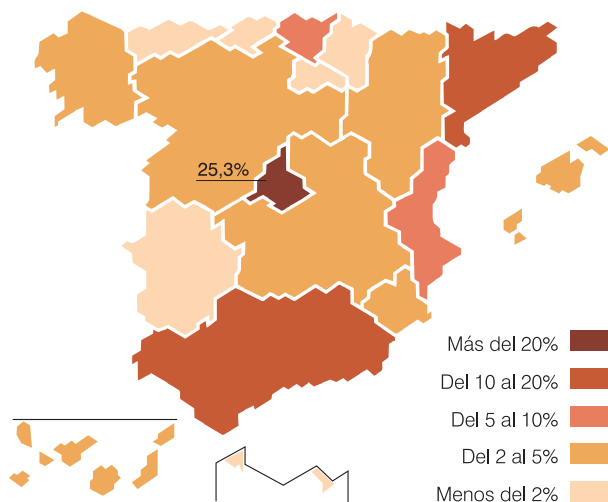 25,3%
Más del 20%
Del 10 al 20%
Del 5 al 10%
Del 2 al 5%
Menos del 2%